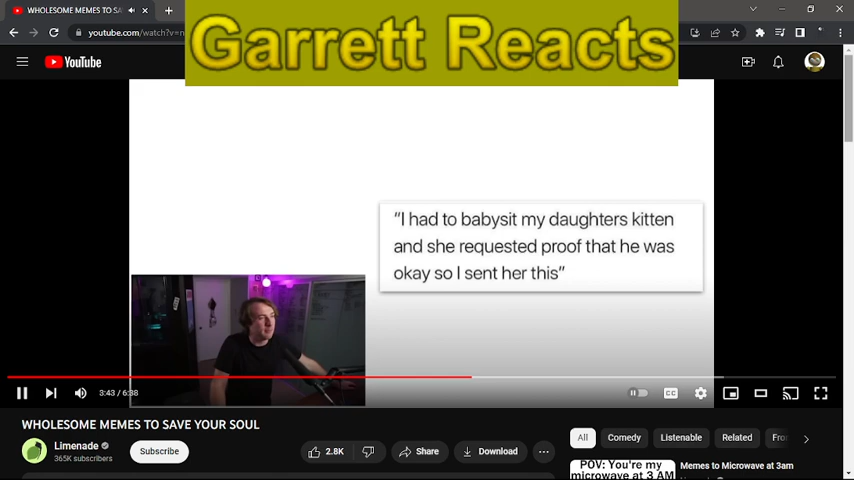 WHOLESOME MEMES TO SA
youtube.com/watch?v=n
Garrett Reacts
YouTube
"I had to babysit my daughters kitten
and she requested proof that he was
okay so I sent her this"
3:43 / 6:38
WHOLESOME MEMES TO SAVE YOUR SOUL
Limenade
365K subscribers
Subscribe
2.8K
Share
Download
All
Comedy
Listenable
Related
Fro
POV: You're my
microwave at 3 AM
Memes to Microwave at 3am